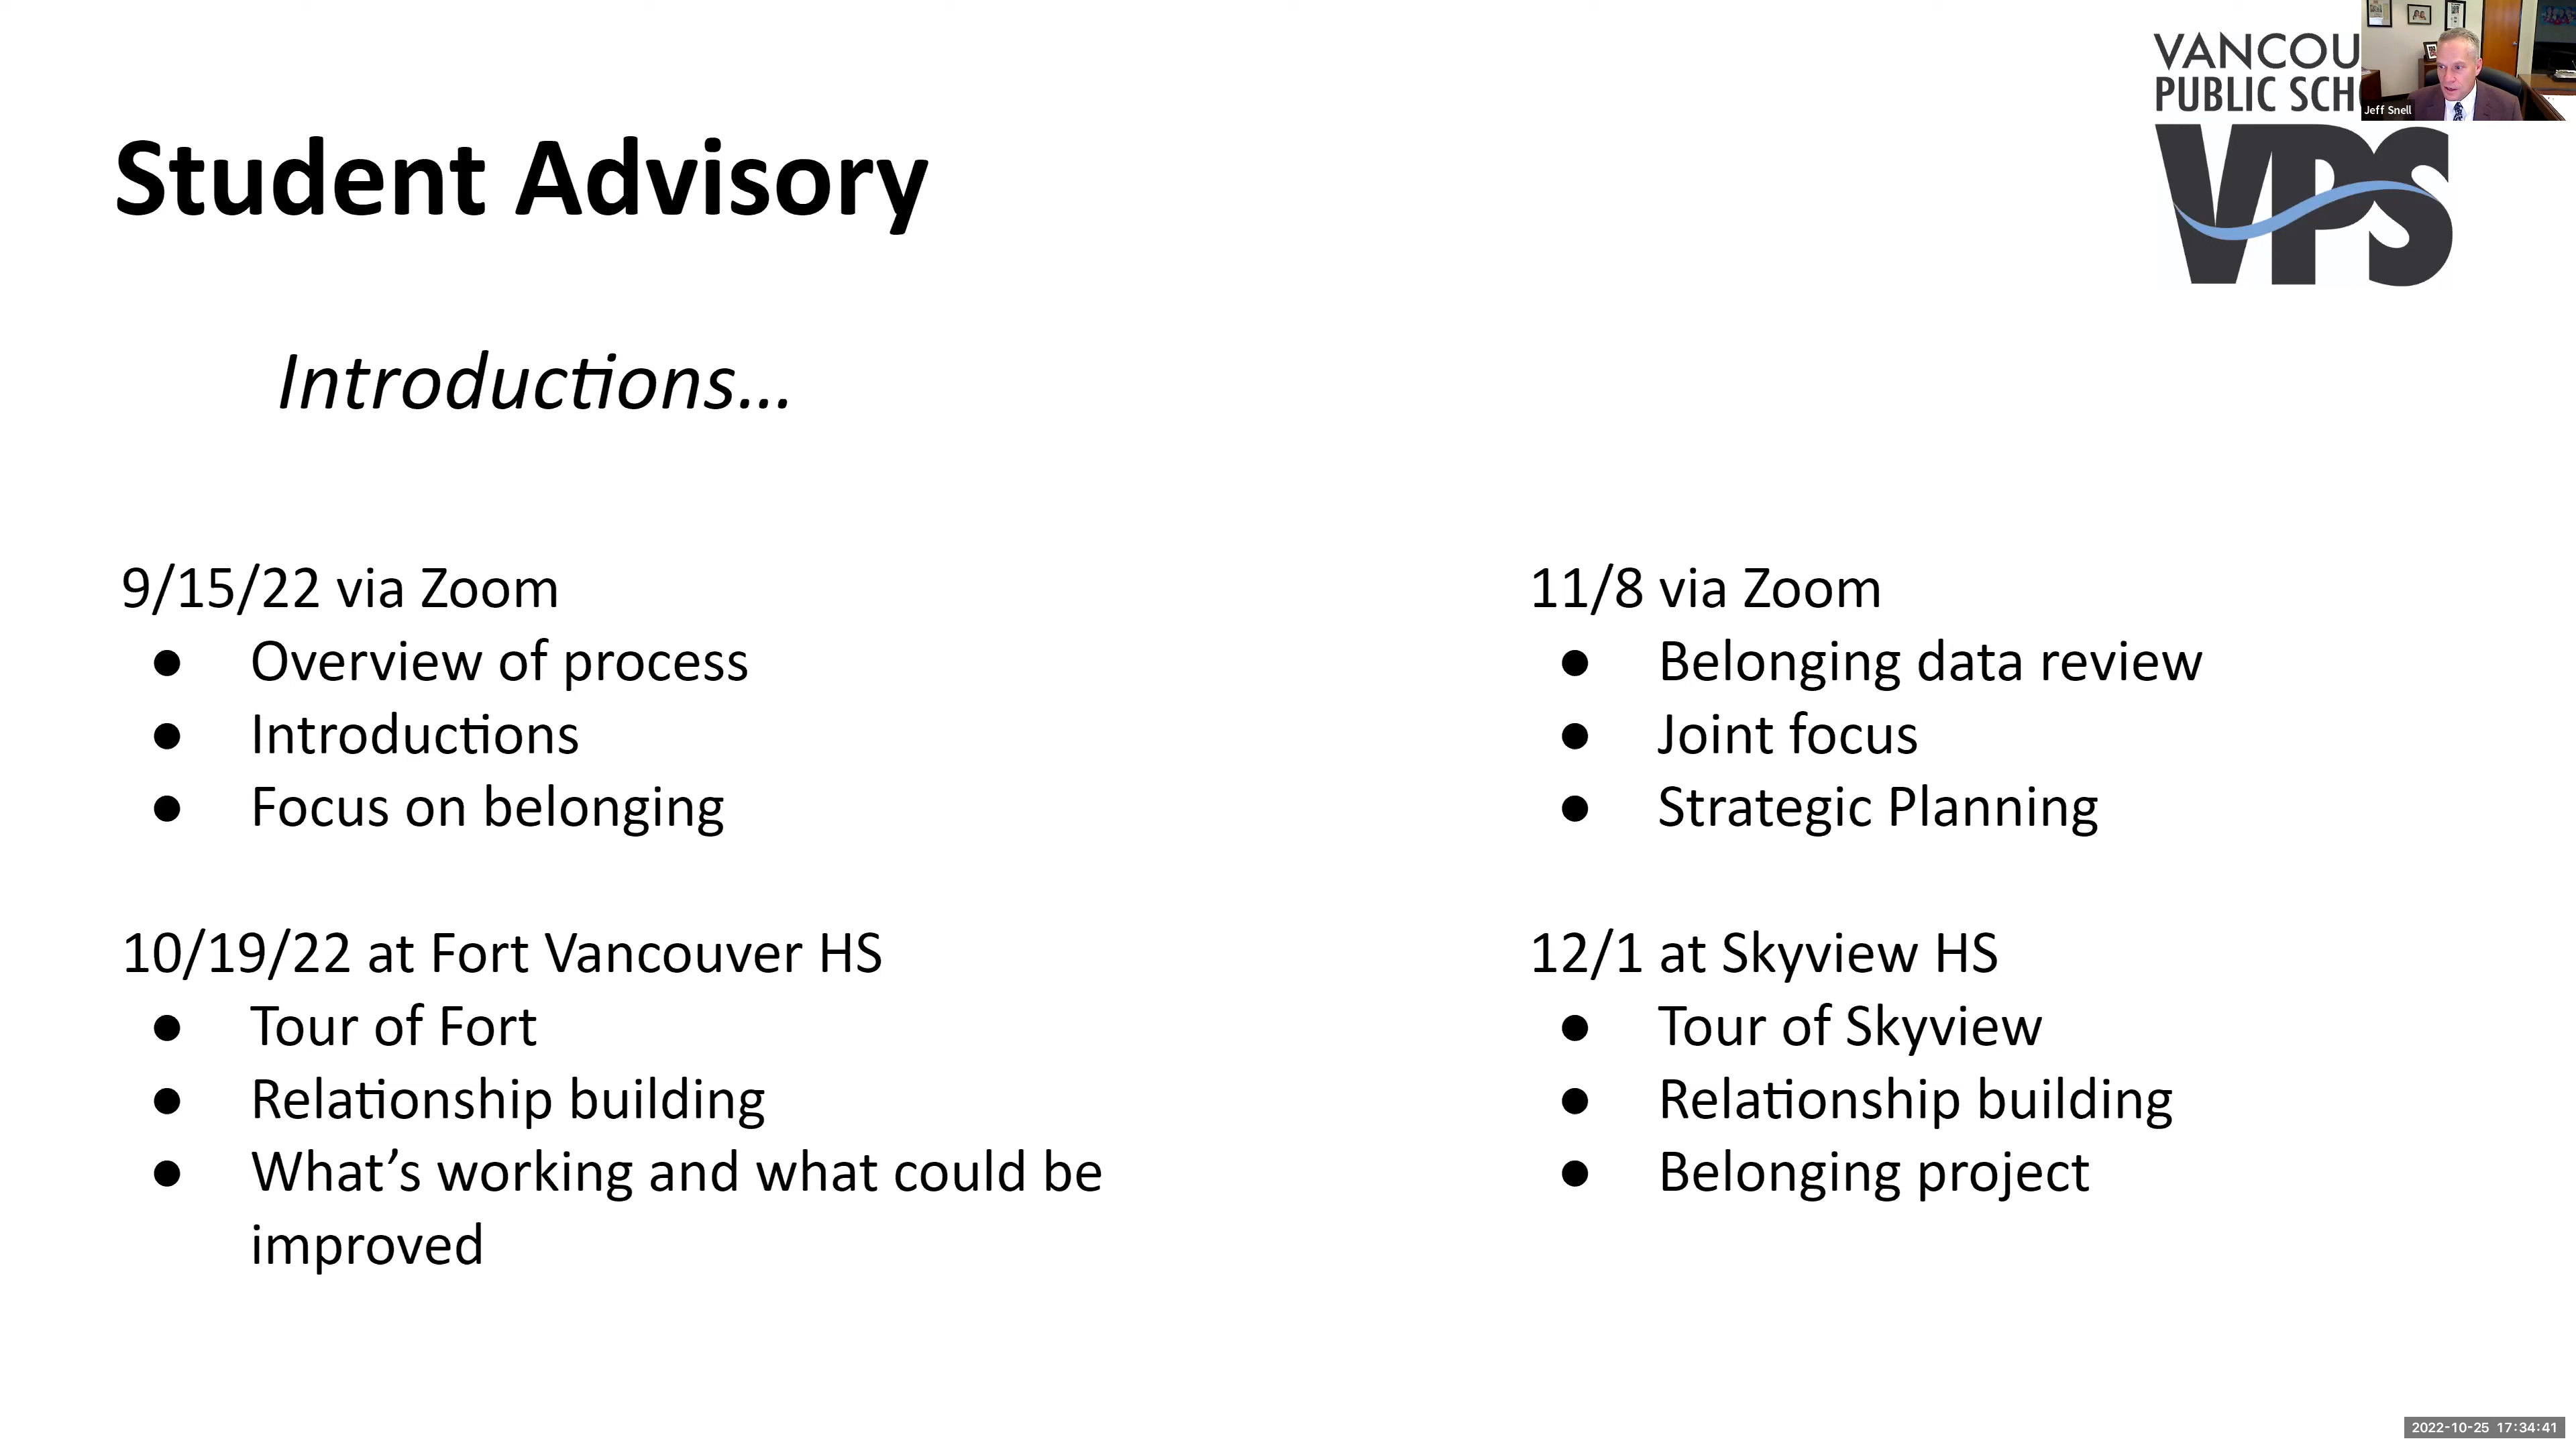 VANCOU
PUBLIC SCH
Jeff Snell
VPS
Student Advisory
Introductions...
9/15/22 via Zoom
● Overview of process
● Introductions
● Focus on belonging
10/19/22 at Fort Vancouver HS
● Tour of Fort
● Relationship building
● What’s working and what could be
improved
11/8 via Zoom
● Belonging data review
● Joint focus
● Strategic Planning
12/1 at Skyview HS
● Tour of Skyview
● Relationship building
● Belonging project
2022-10-25 17:34:41